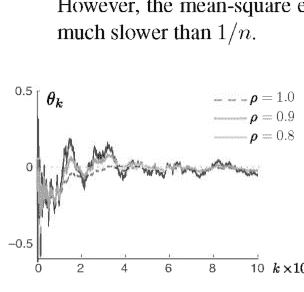 However, the mean-square e
much slower than 1/n.
0.5
θk
ρ = 1.0
ρ = 0.9
ρ = 0.8
0
−0.5
0 2 4 6 8 10 k×10